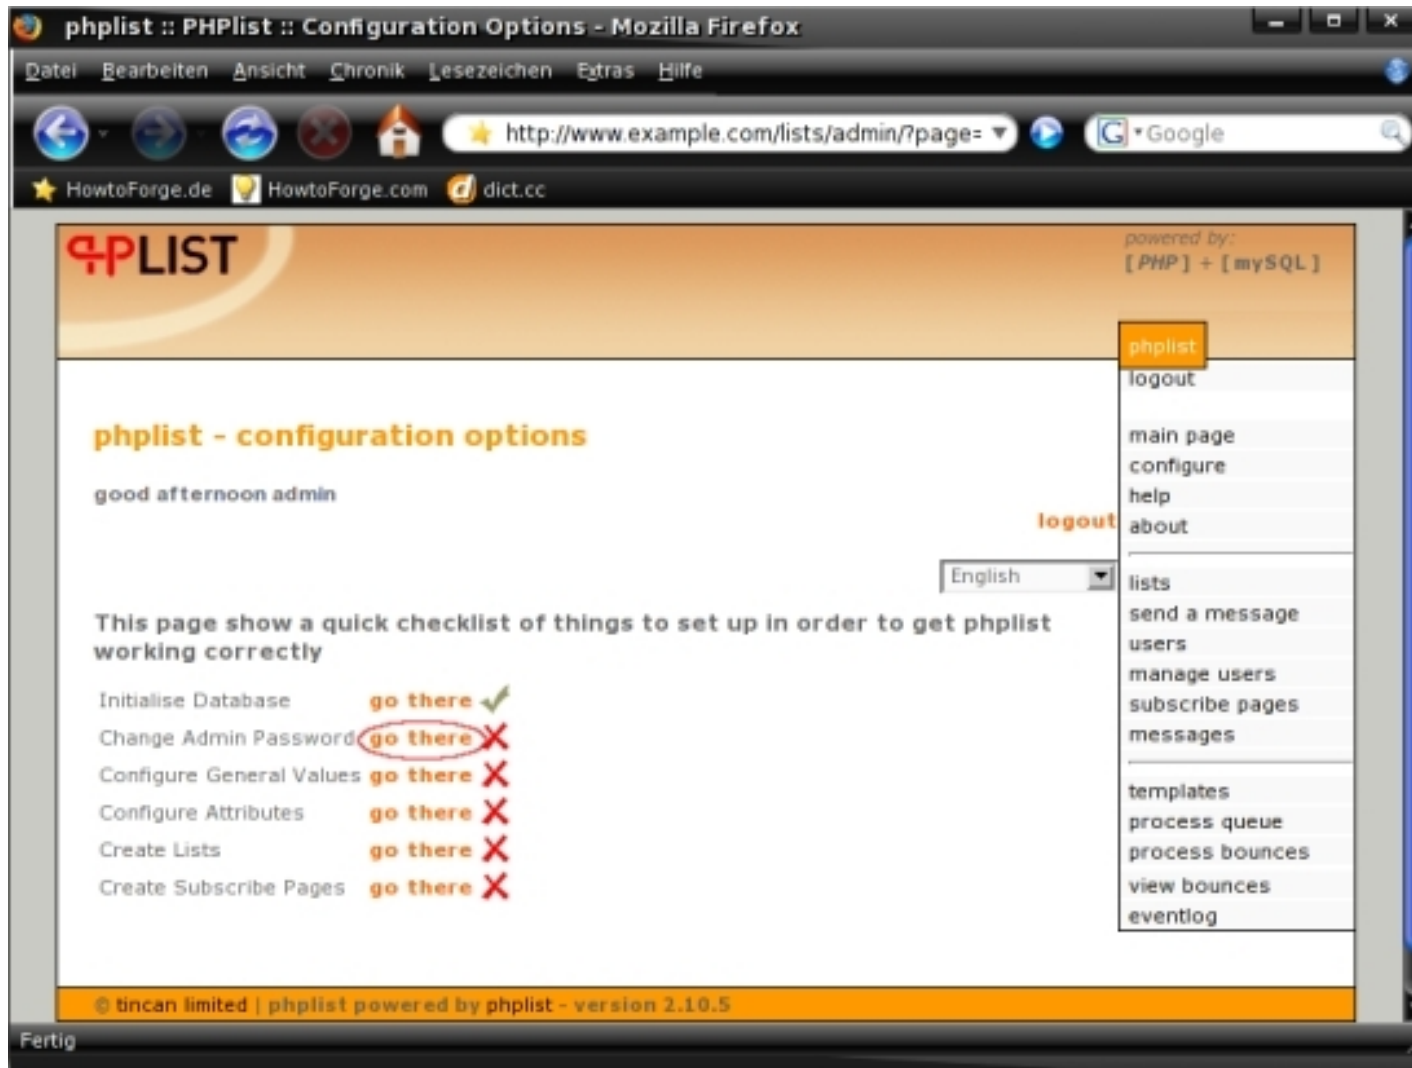 phplist :: PHPlist :: Configuration Options - Mozilla Firefox
Datei Bearbeiten Ansicht Chronik Lesezeichen Extras Hilfe
http://www.example.com/lists/admin/?page=
G Google
HowtoForge.de HowtoForge.com d dict.cc
PHPLIST
powered by:
[PHP] + [mySQL]
phplist
logout
main page
configure
help
about
lists
send a message
users
manage users
subscribe pages
messages
templates
process queue
process bounces
view bounces
eventlog
phplist - configuration options
good afternoon admin
logout
English
This page show a quick checklist of things to set up in order to get phplist
working correctly
Initialise Database go there
Change Admin Password go there
Configure General Values go there
Configure Attributes go there
Create Lists go there
Create Subscribe Pages go there
© tincan limited | phplist powered by phplist - version 2.10.5
Fertig